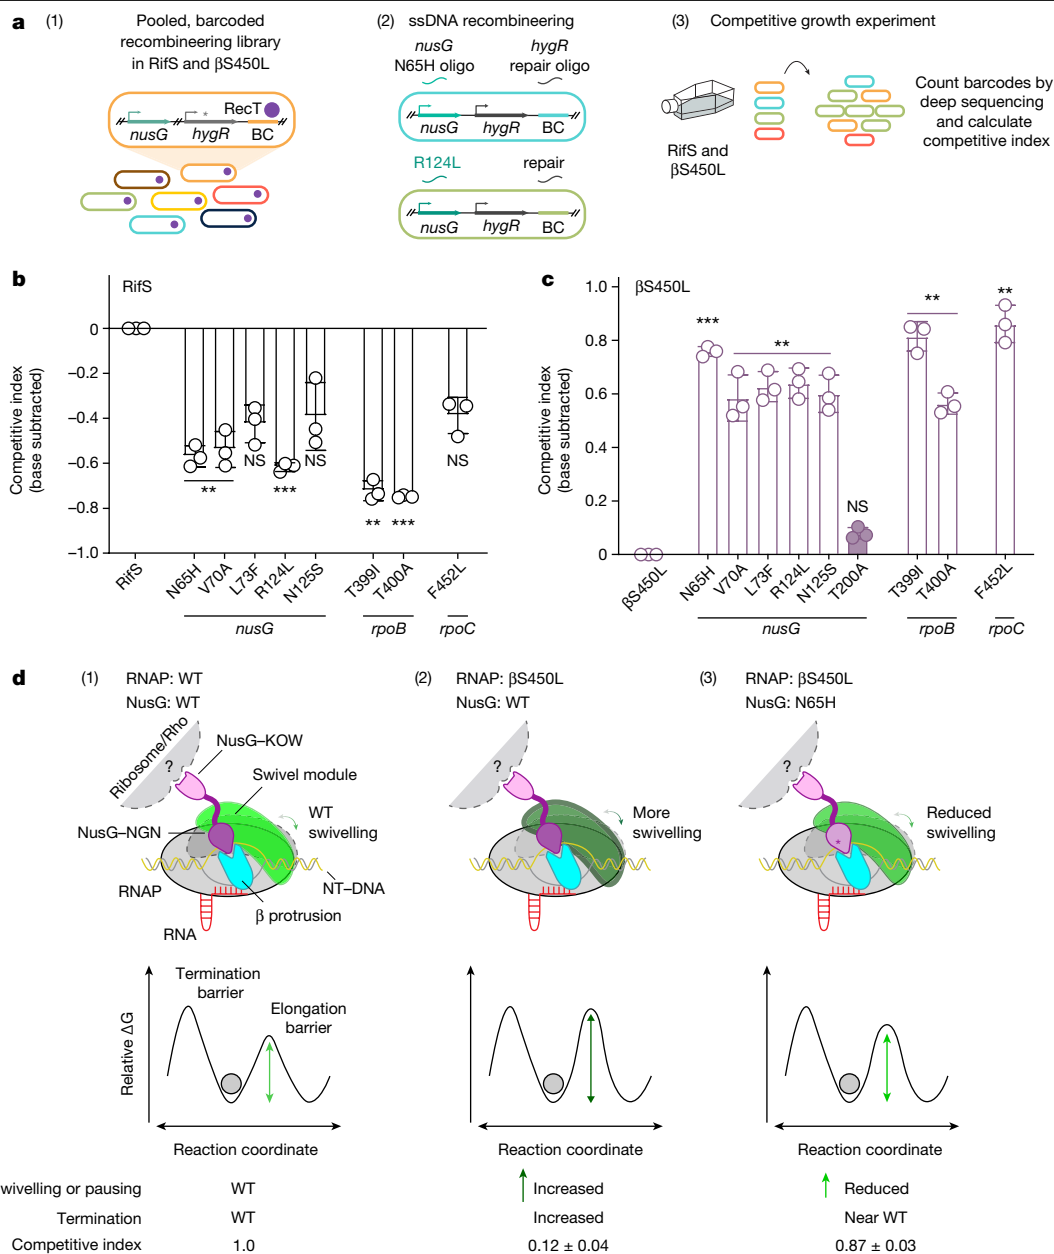 a
(1)
Pooled, barcoded
recombineering library
in RifS and βS450L
RecT
*
nusG
hygR
BC
(2)
ssDNA recombineering
nusG
N65H oligo
hygR
repair oligo
nusG
hygR
BC
R124L
repair
nusG
hygR
BC
(3)
Competitive growth experiment
RifS and
βS450L
Count barcodes by
deep sequencing
and calculate
competitive index
b
RifS
Competitive index
(base subtracted)
0
−0.2
−0.4
−0.6
−0.8
−1.0
**
NS
***
NS
**
***
NS
RifS
N65H
V70A
L73F
R124L
N125S
T399I
T400A
F452L
nusG
rpoB
rpoC
c
βS450L
Competitive index
(base subtracted)
1.0
0.8
0.6
0.4
0.2
0
***
**
NS
**
**
βS450L
N65H
V70A
L73F
R124L
N125S
T200A
T399I
T400A
F452L
nusG
rpoB
rpoC
d
(1)
RNAP: WT
NusG: WT
Ribosome/Rho
?
NusG–KOW
Swivel module
WT
swivelling
NusG–NGN
RNAP
NT–DNA
β protrusion
RNA
(2)
RNAP: βS450L
NusG: WT
?
More
swivelling
(3)
RNAP: βS450L
NusG: N65H
?
*
Reduced
swivelling
Relative ΔG
Termination
barrier
Elongation
barrier
Reaction coordinate
Reaction coordinate
Reaction coordinate
wivelling or pausing
WT
Increased
Reduced
Termination
WT
Increased
Near WT
Competitive index
1.0
0.12 ± 0.04
0.87 ± 0.03